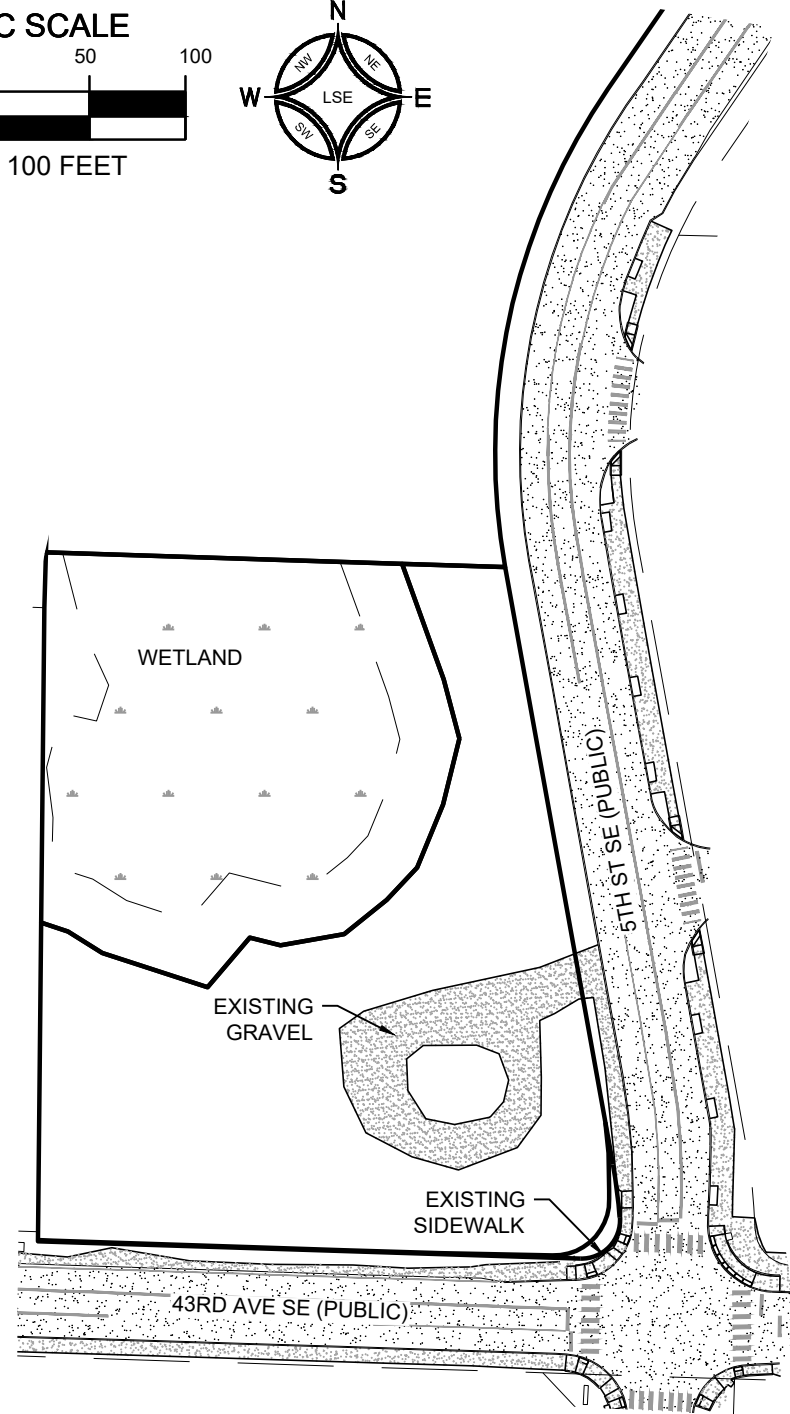 C SCALE
50 100
100 FEET
N
NW NE
W LSE E
SW SE
S
WETLAND
5TH ST SE (PUBLIC)
EXISTING
GRAVEL
EXISTING
SIDEWALK
43RD AVE SE (PUBLIC)